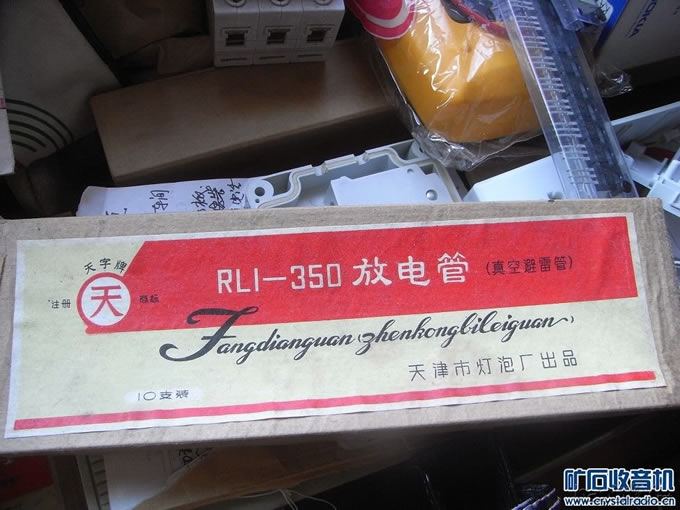 NOKIA
天字牌
注册 天 商标
RLI-350 放电管 (真空避雷管)
Fangdianguan (zhenkongbileiguan)
天津市灯泡厂出品
10支装
矿石收音机
www.crystalradio.cn